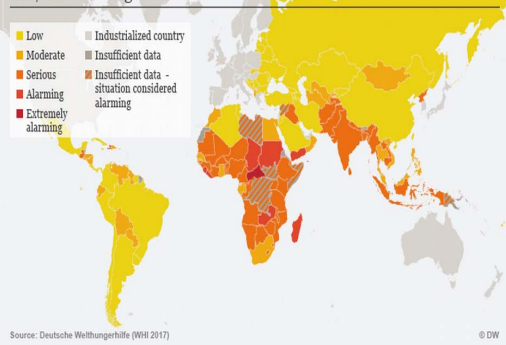 Low
Moderate
Serious
Alarming
Extremely
alarming
Industrialized country
Insufficient data
Insufficient data -
situation considered
alarming
Source: Deutsche Welthungerhilfe (WHI 2017)
© DW